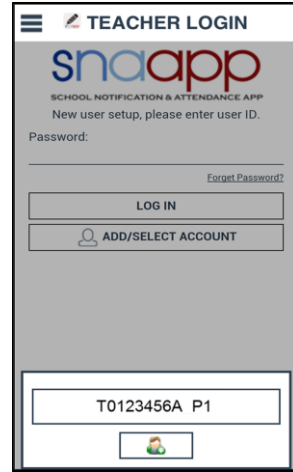 TEACHER LOGIN
snaapp
SCHOOL NOTIFICATION & ATTENDANCE APP
New user setup, please enter user ID.
Password:
Forget Password?
LOG IN
ADD/SELECT ACCOUNT
T0123456A P1